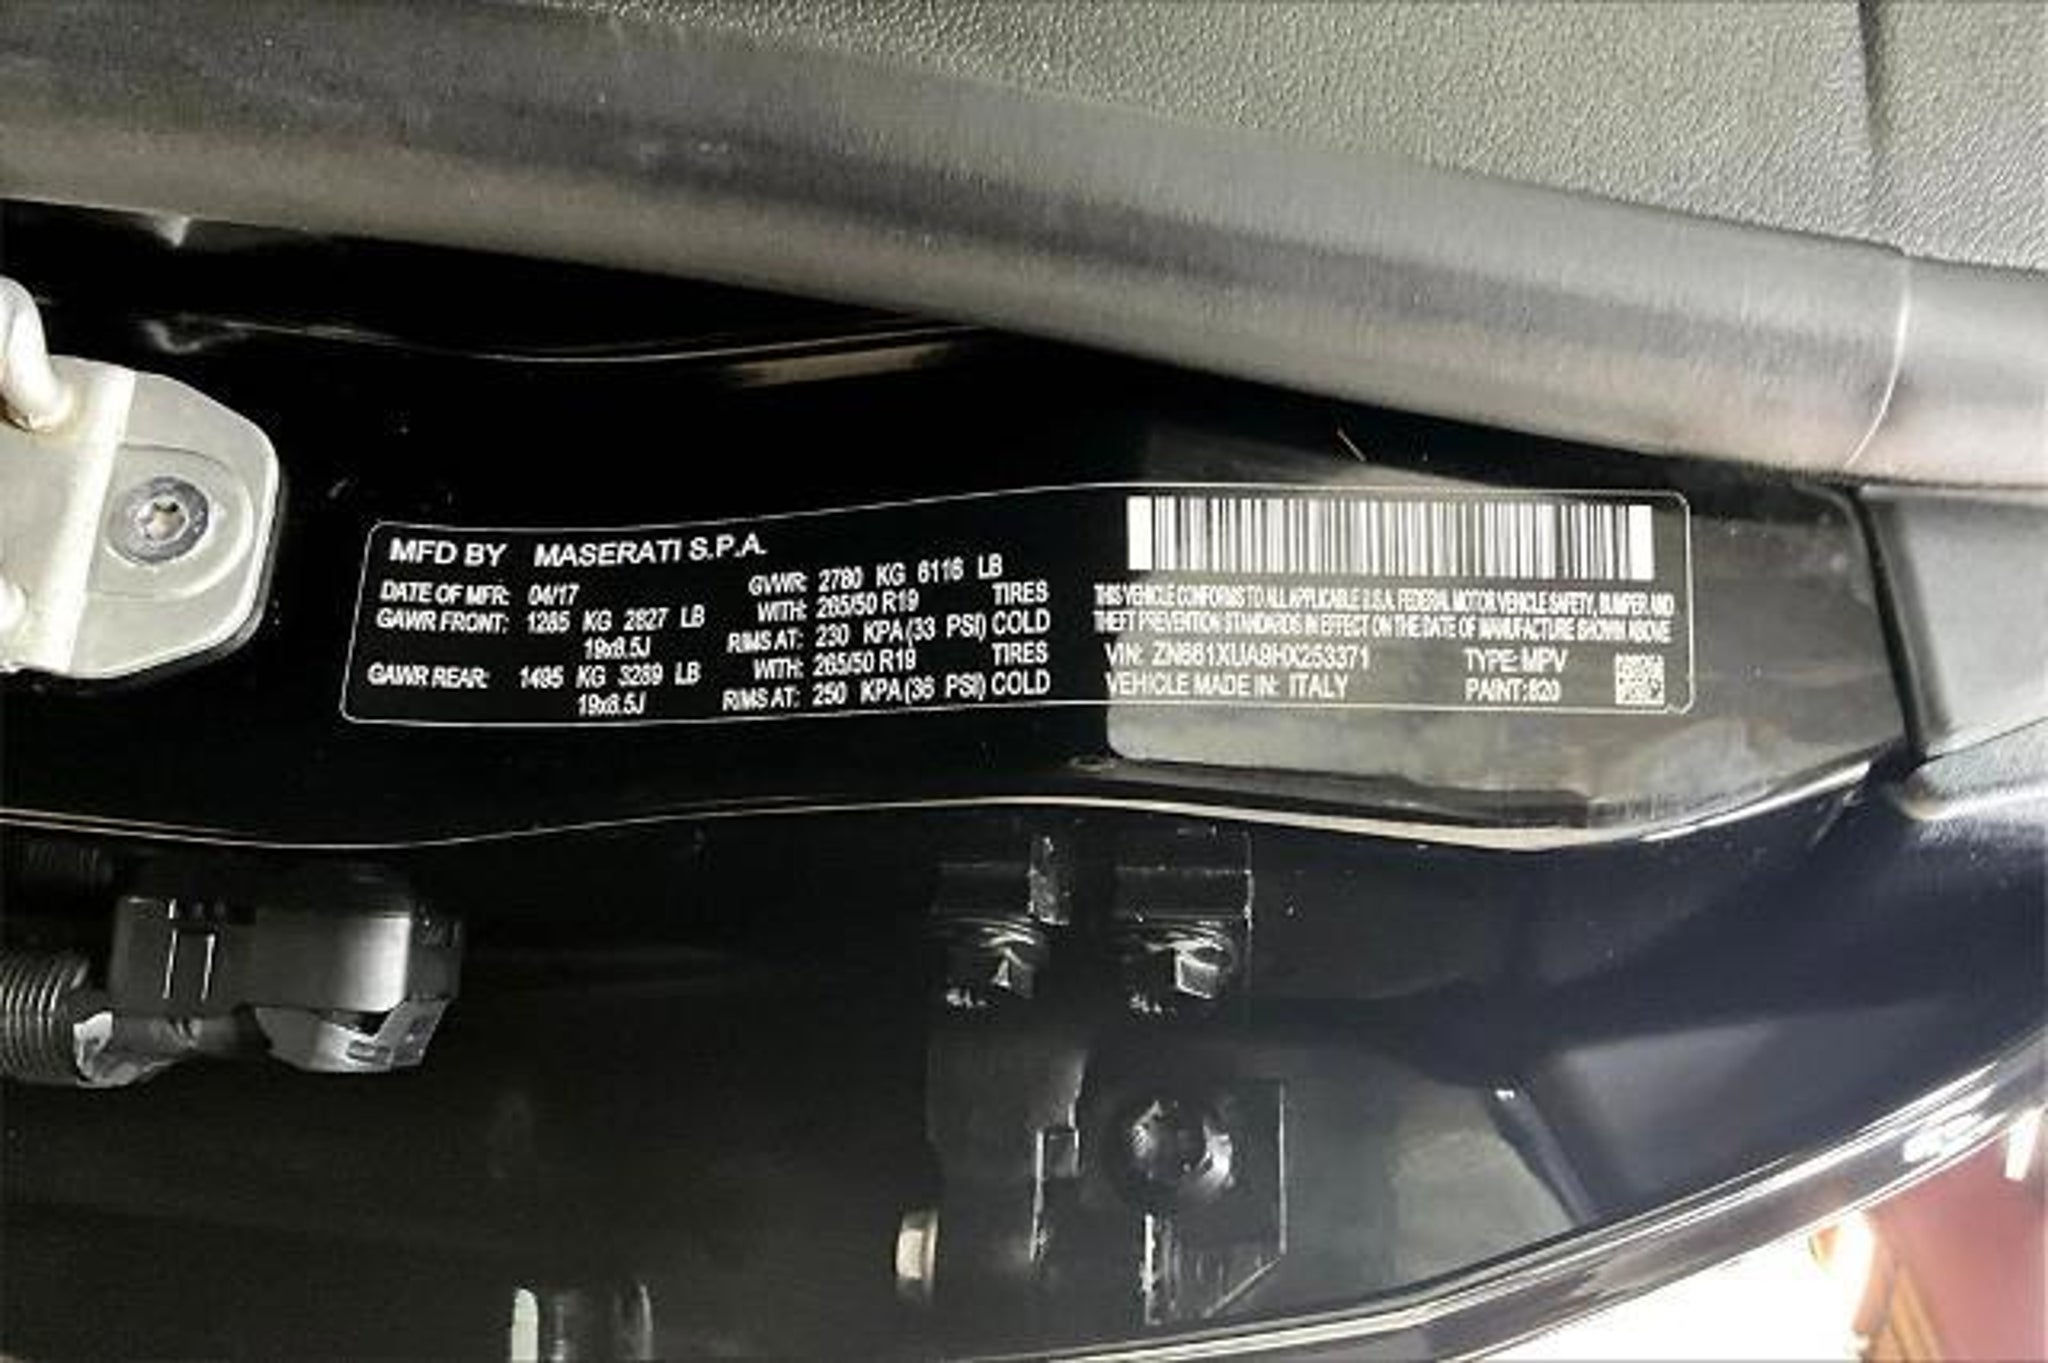 MFD BY MASERATI S.P.A.
DATE OF MFR: 04/17 GVWR: 2780 KG 6116 LB
GAWR FRONT: 1285 KG 2827 LB WITH: 265/50 R19 TIRES
19x8.5J RIMS AT: 230 KPA (33 PSI) COLD
GAWR REAR: 1495 KG 3289 LB WITH: 265/50 R19 TIRES
19x8.5J RIMS AT: 250 KPA (36 PSI) COLD
THIS VEHICLE CONFORMS TO ALL APPLICABLE U.S.A. FEDERAL MOTOR VEHICLE SAFETY, BUMPER AND
THEFT PREVENTION STANDARDS IN EFFECT ON THE DATE OF MANUFACTURE SHOWN ABOVE
VIN: ZN661XUA9HX253371 TYPE: MPV
VEHICLE MADE IN: ITALY PAINT: 820